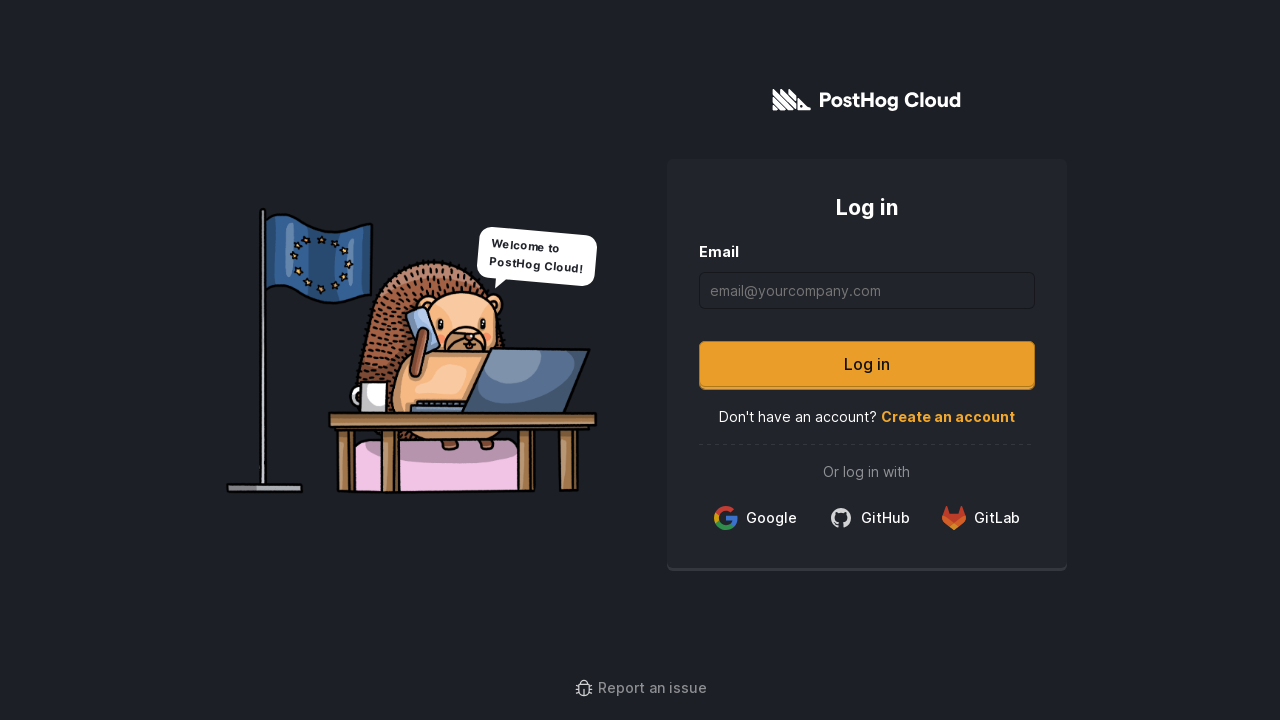 PostHog Cloud
Welcome to
PostHog Cloud!
Log in
Email
email@yourcompany.com
Log in
Don't have an account? Create an account
Or log in with
Google GitHub GitLab
Report an issue